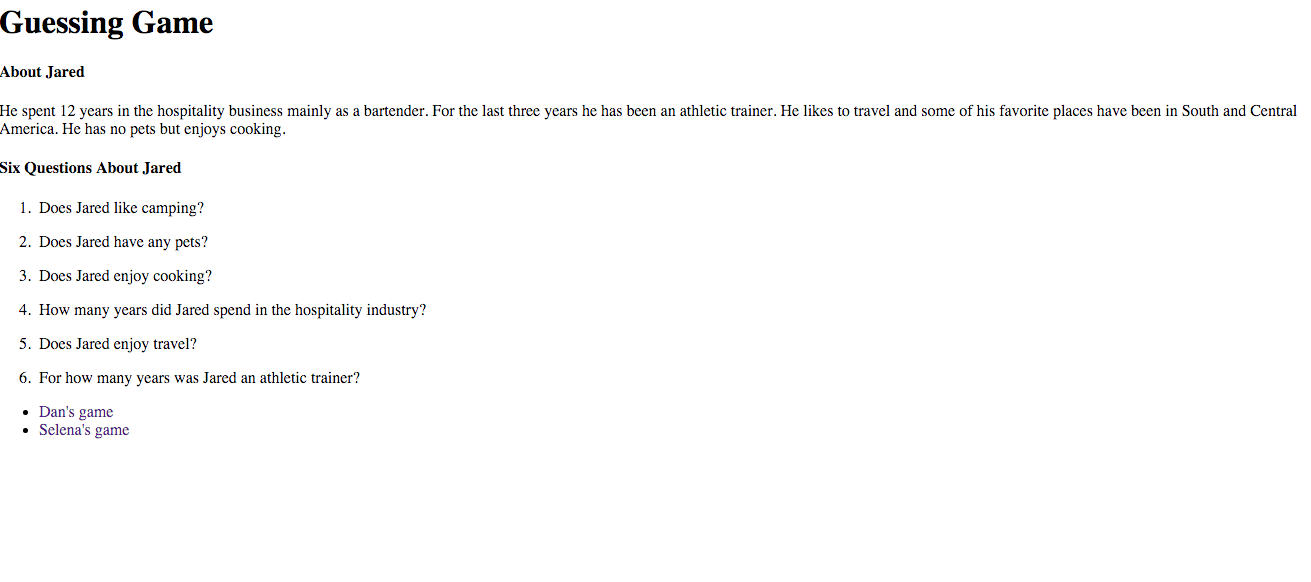 Guessing Game
About Jared
He spent 12 years in the hospitality business mainly as a bartender. For the last three years he has been an athletic trainer. He likes to travel and some of his favorite places have been in South and Central
America. He has no pets but enjoys cooking.
Six Questions About Jared
1. Does Jared like camping?
2. Does Jared have any pets?
3. Does Jared enjoy cooking?
4. How many years did Jared spend in the hospitality industry?
5. Does Jared enjoy travel?
6. For how many years was Jared an athletic trainer?
• Dan's game
• Selena's game